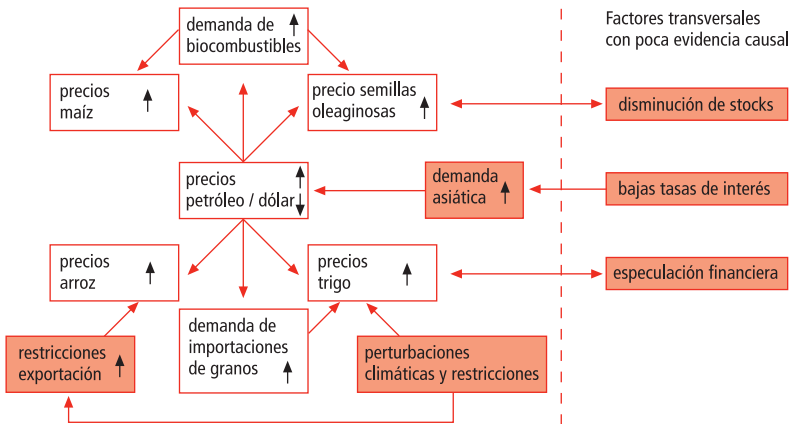 demanda de
biocombustibles
Factores transversales
con poca evidencia causal
precios
maíz
precio semillas
oleaginosas
disminución de stocks
precios
petróleo / dólar
demanda
asiática
bajas tasas de interés
precios
arroz
precios
trigo
especulación financiera
restricciones
exportación
demanda de
importaciones
de granos
perturbaciones
climáticas y restricciones